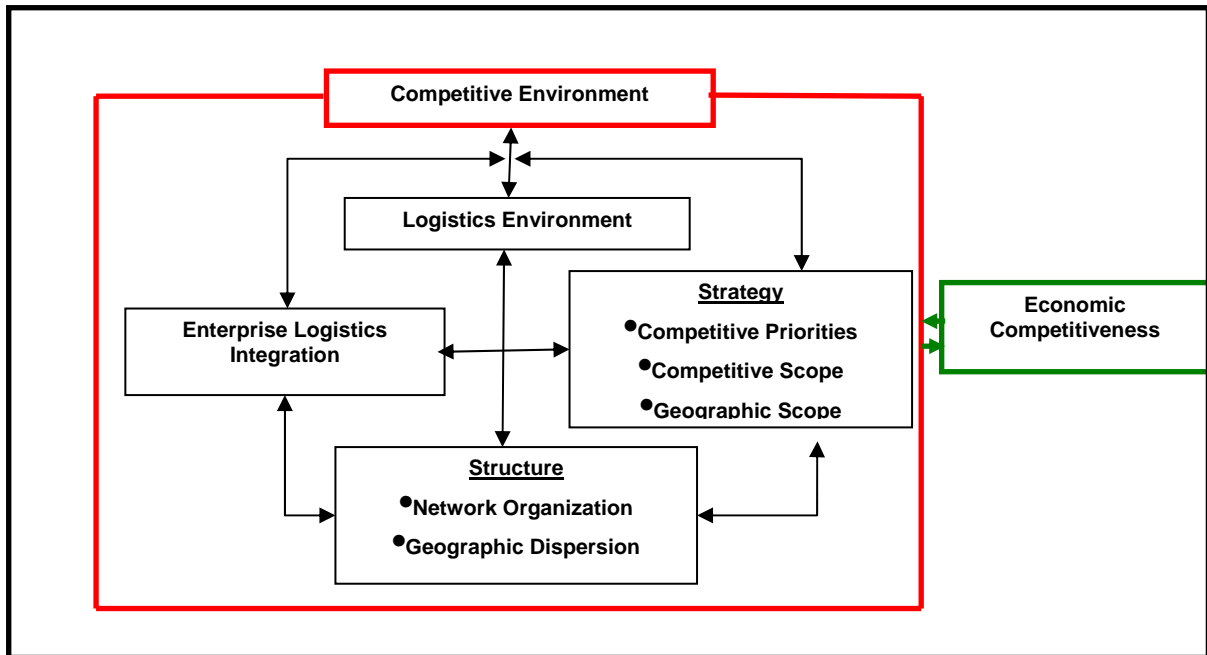 Competitive Environment
Logistics Environment
Strategy
●Competitive Priorities
●Competitive Scope
●Geographic Scope
Economic
Competitiveness
Enterprise Logistics
Integration
Structure
●Network Organization
●Geographic Dispersion